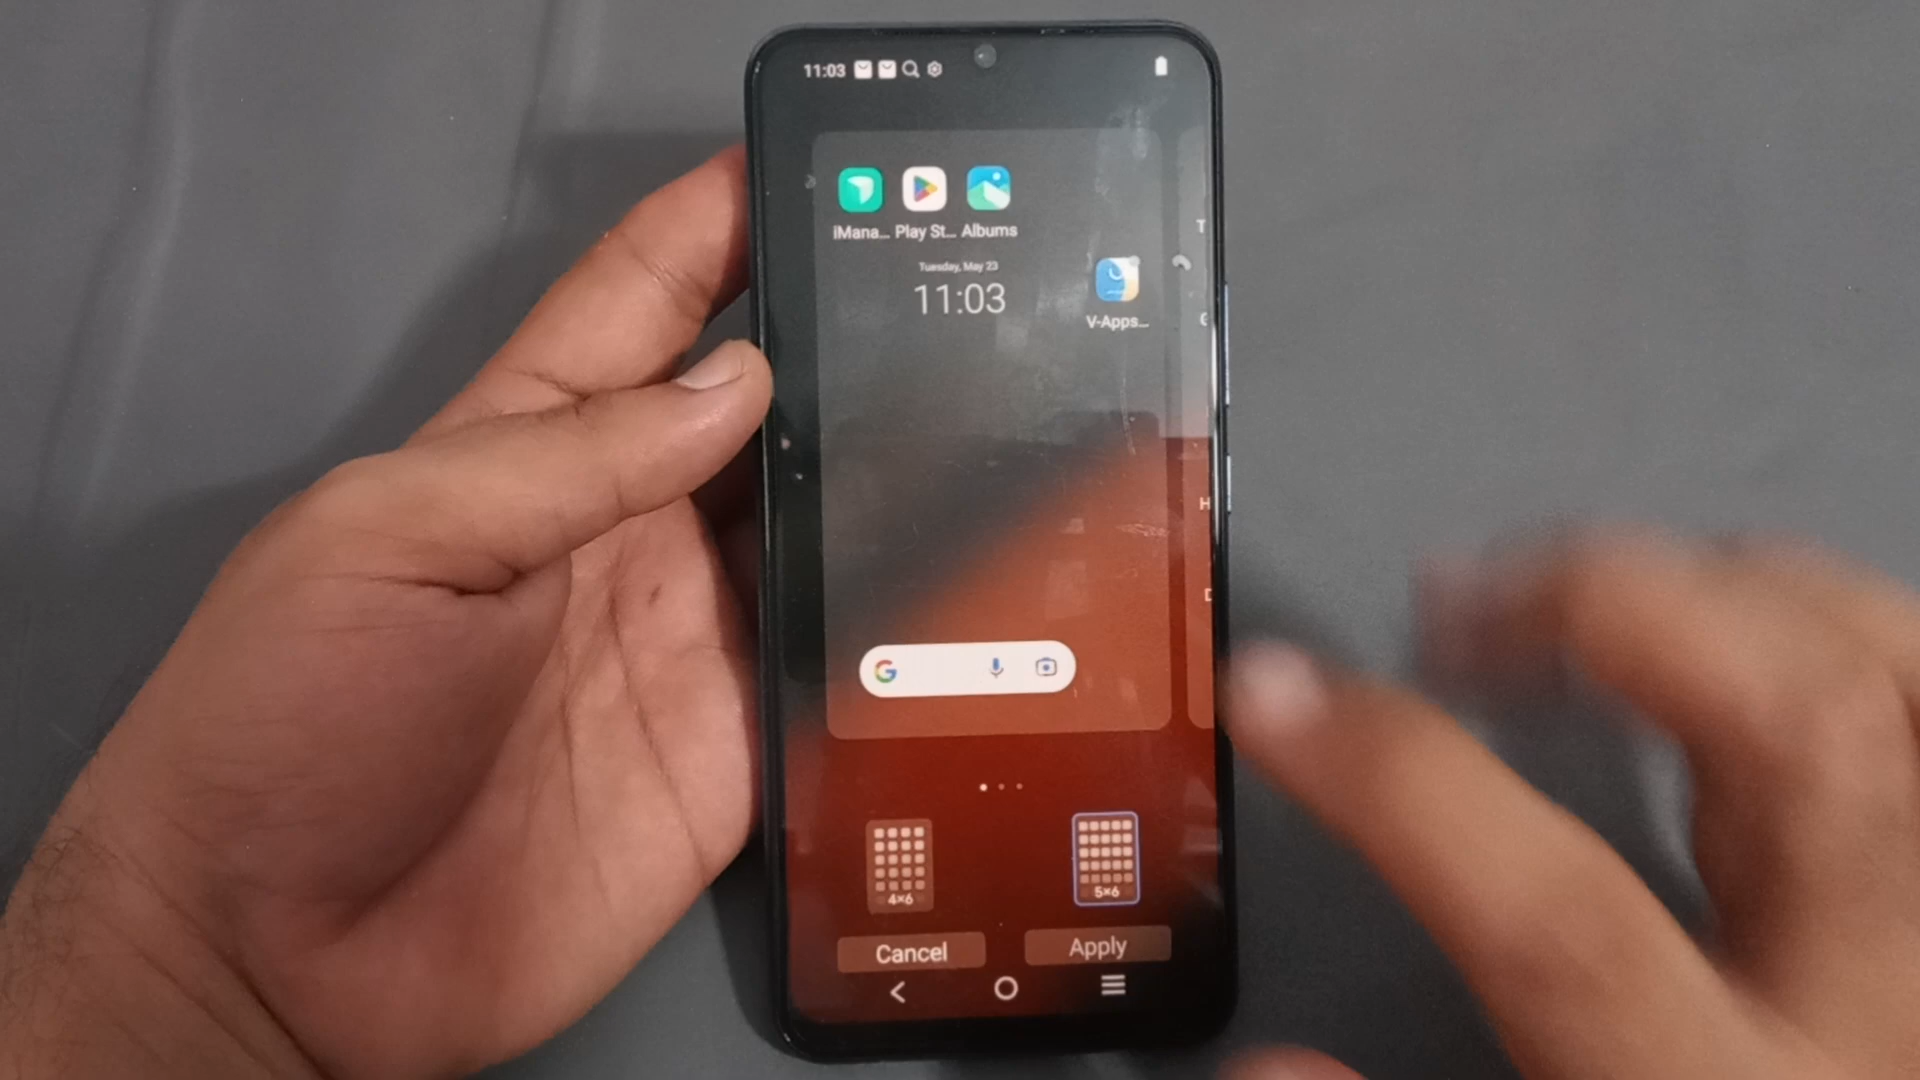 11:03
T
iMana... Play St... Albums
Tuesday, May 23
11:03
V-Apps...
G
H
D
4×6
5×6
Cancel
Apply